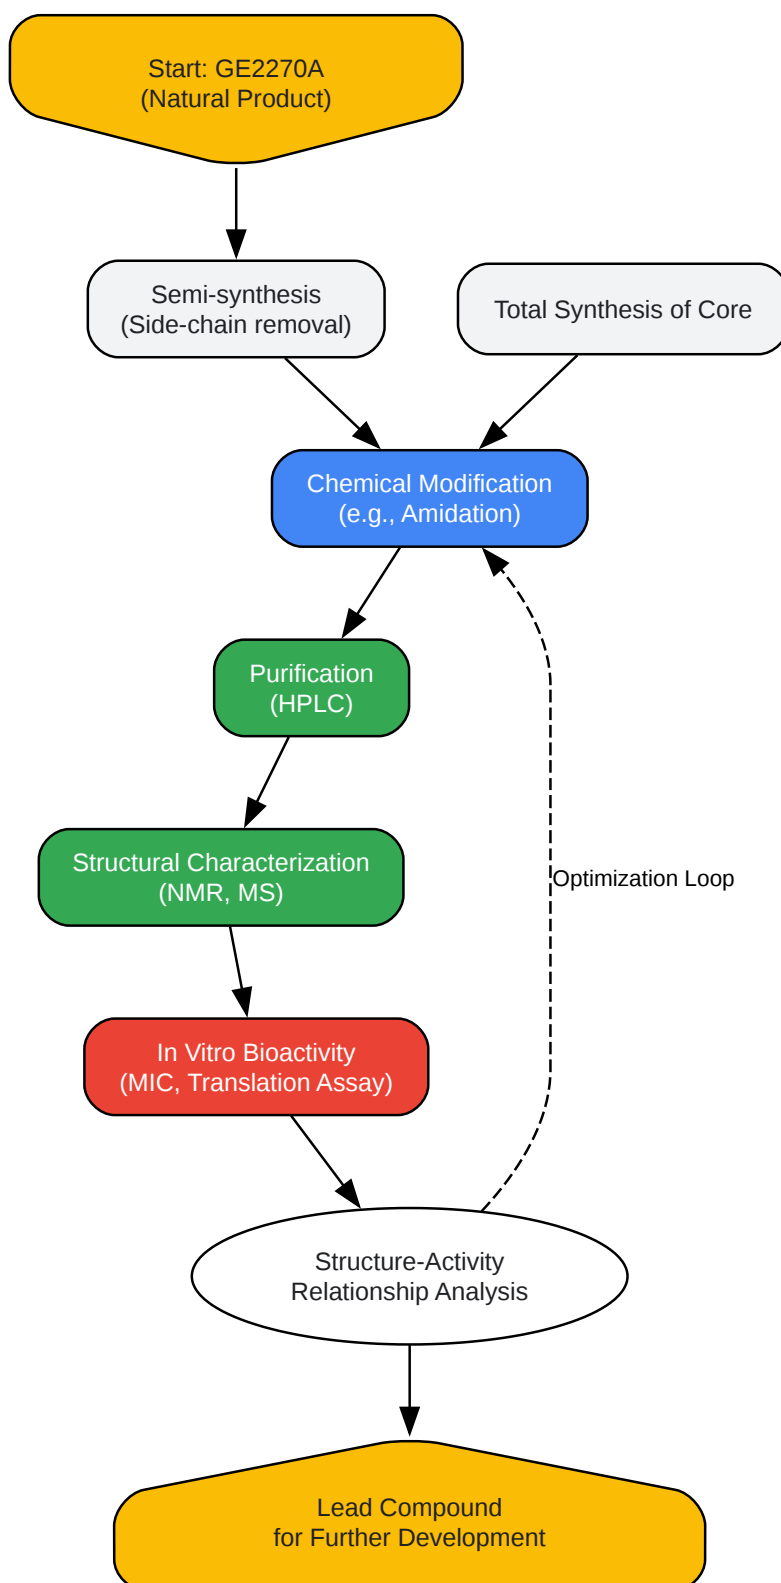 Start: GE2270A
(Natural Product)
Semi-synthesis
(Side-chain removal)
Total Synthesis of Core
Chemical Modification
(e.g., Amidation)
Purification
(HPLC)
Structural Characterization
(NMR, MS)
Optimization Loop
In Vitro Bioactivity
(MIC, Translation Assay)
Structure-Activity
Relationship Analysis
Lead Compound
for Further Development